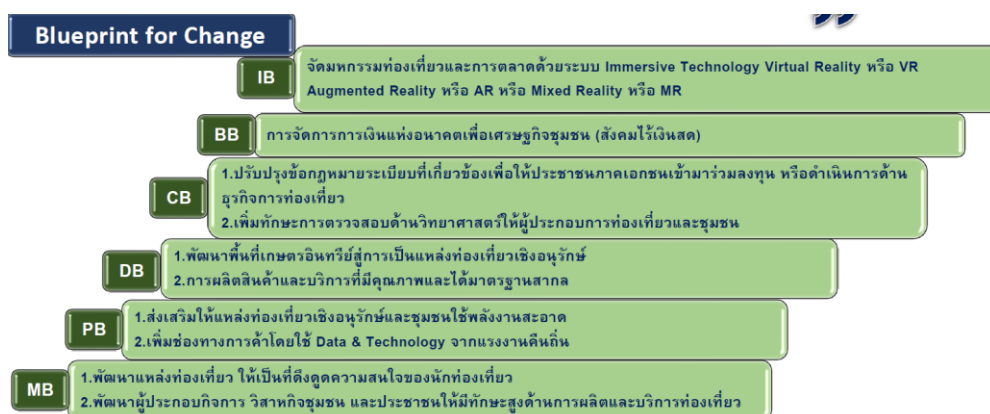 Blueprint for Change
IB
จัดมหกรรมท่องเที่ยวและการตลาดด้วยระบบ Immersive Technology Virtual Reality หรือ VR
Augmented Reality หรือ AR หรือ Mixed Reality หรือ MR
BB
การจัดการการเงินแห่งอนาคตเพื่อเศรษฐกิจชุมชน (สังคมไร้เงินสด)
CB
1.ปรับปรุงข้อกฎหมายระเบียบที่เกี่ยวข้องเพื่อให้ประชาชนภาคเอกชนเข้ามาร่วมลงทุน หรือดำเนินการด้าน
ธุรกิจการท่องเที่ยว
2.เพิ่มทักษะการตรวจสอบด้านวิทยาศาสตร์ให้ผู้ประกอบการท่องเที่ยวและชุมชน
DB
1.พัฒนาพื้นที่เกษตรอินทรีย์สู่การเป็นแหล่งท่องเที่ยวเชิงอนุรักษ์
2.การผลิตสินค้าและบริการที่มีคุณภาพและได้มาตรฐานสากล
PB
1.ส่งเสริมให้แหล่งท่องเที่ยวเชิงอนุรักษ์และชุมชนใช้พลังงานสะอาด
2.เพิ่มช่องทางการค้าโดยใช้ Data & Technology จากแรงงานคืนถิ่น
MB
1.พัฒนาแหล่งท่องเที่ยว ให้เป็นที่ดึงดูดความสนใจของนักท่องเที่ยว
2.พัฒนาผู้ประกอบกิจการ วิสาหกิจชุมชน และประชาชนให้มีทักษะสูงด้านการผลิตและบริการท่องเที่ยว